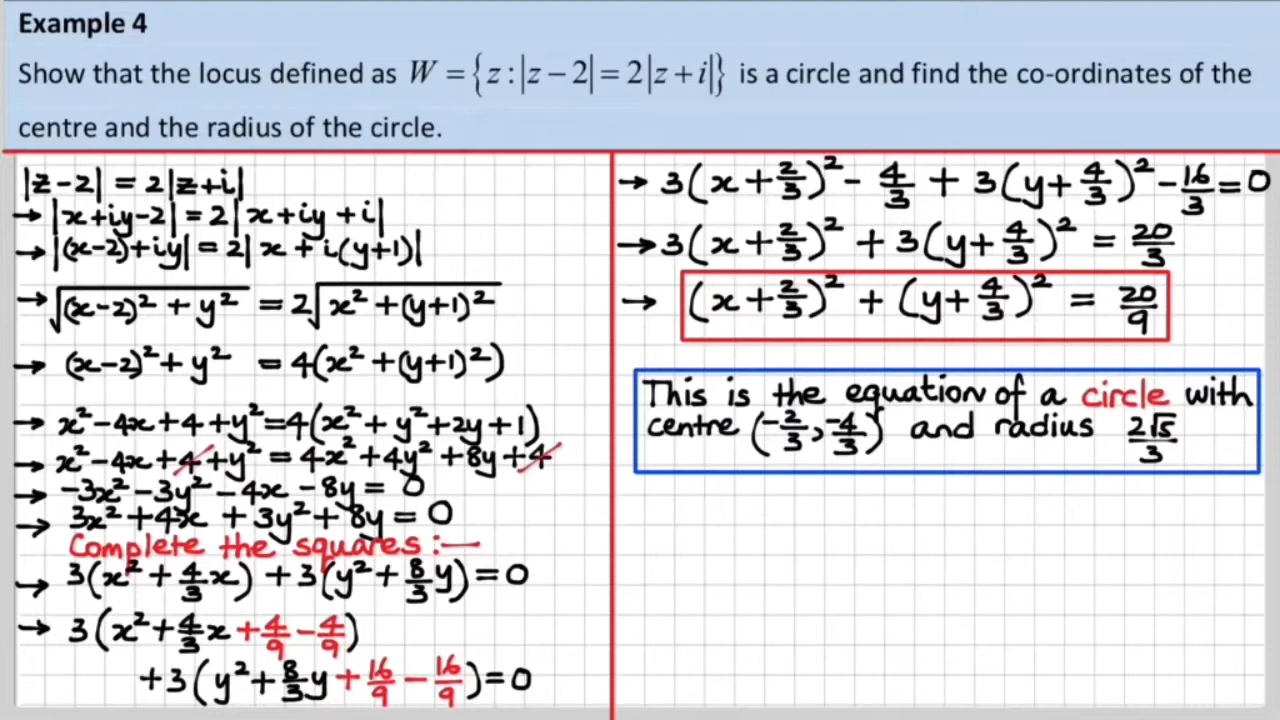 Example 4
Show that the locus defined as W = {z : |z − 2| = 2|z + i|} is a circle and find the co-ordinates of the
centre and the radius of the circle.
|z-2| = 2|z+i|
→ |x+iy-2| = 2|x+iy+i|
→ |(x-2)+iy| = 2|x+i(y+1)|
→ √((x-2)² + y²) = 2√(x² + (y+1)²)
→ (x-2)² + y² = 4(x² + (y+1)²)
→ x² - 4x + 4 + y² = 4(x² + y² + 2y + 1)
→ x² - 4x + 4 + y² = 4x² + 4y² + 8y + 4
→ -3x² - 3y² - 4x - 8y = 0
→ 3x² + 4x + 3y² + 8y = 0
Complete the squares :—
→ 3(x² + 4/3 x) + 3(y² + 8/3 y) = 0
→ 3(x² + 4/3 x + 4/9 - 4/9)
+3(y² + 8/3 y + 16/9 - 16/9) = 0
→ 3(x + 2/3)² - 4/3 + 3(y + 4/3)² - 16/3 = 0
→ 3(x + 2/3)² + 3(y + 4/3)² = 20/3
→ (x + 2/3)² + (y + 4/3)² = 20/9
This is the equation of a circle with
centre (-2/3, -4/3) and radius 2√5/3